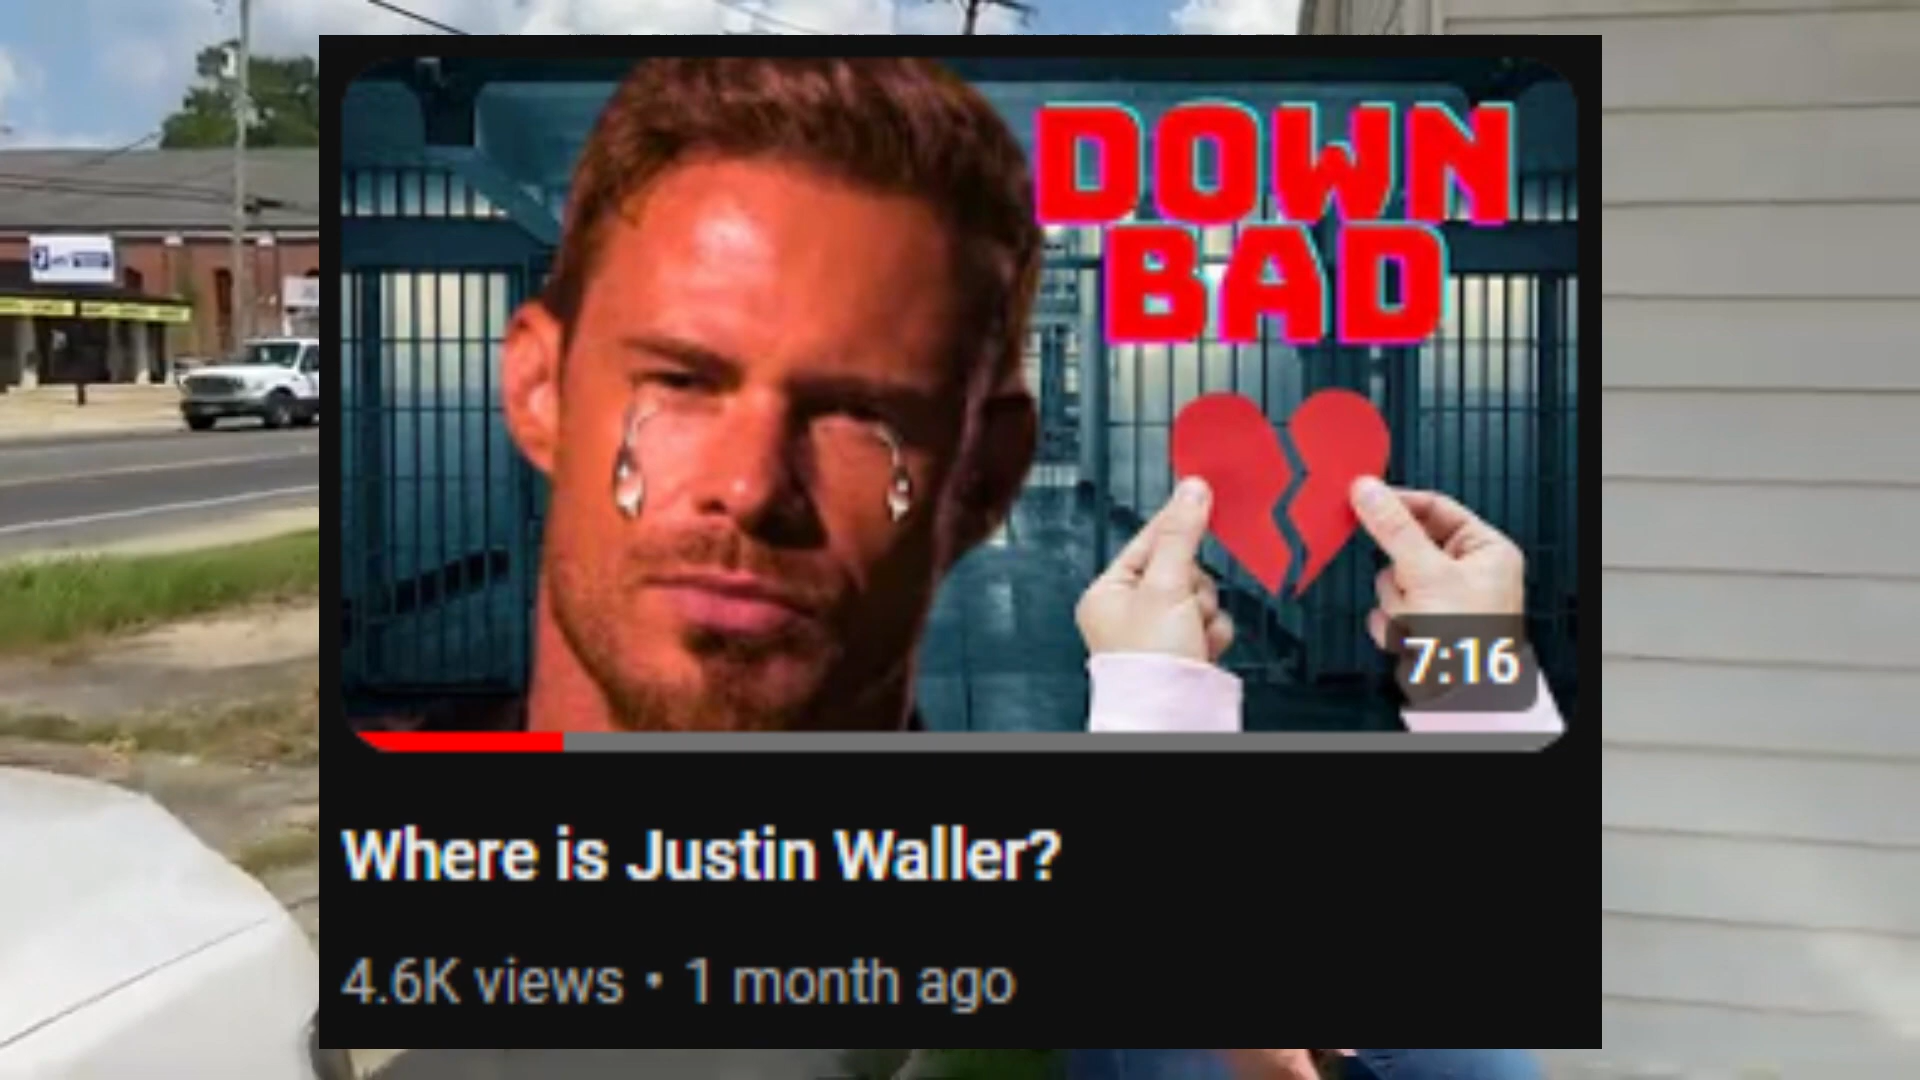 DOWN
BAD
7:16
Where is Justin Waller?
4.6K views • 1 month ago